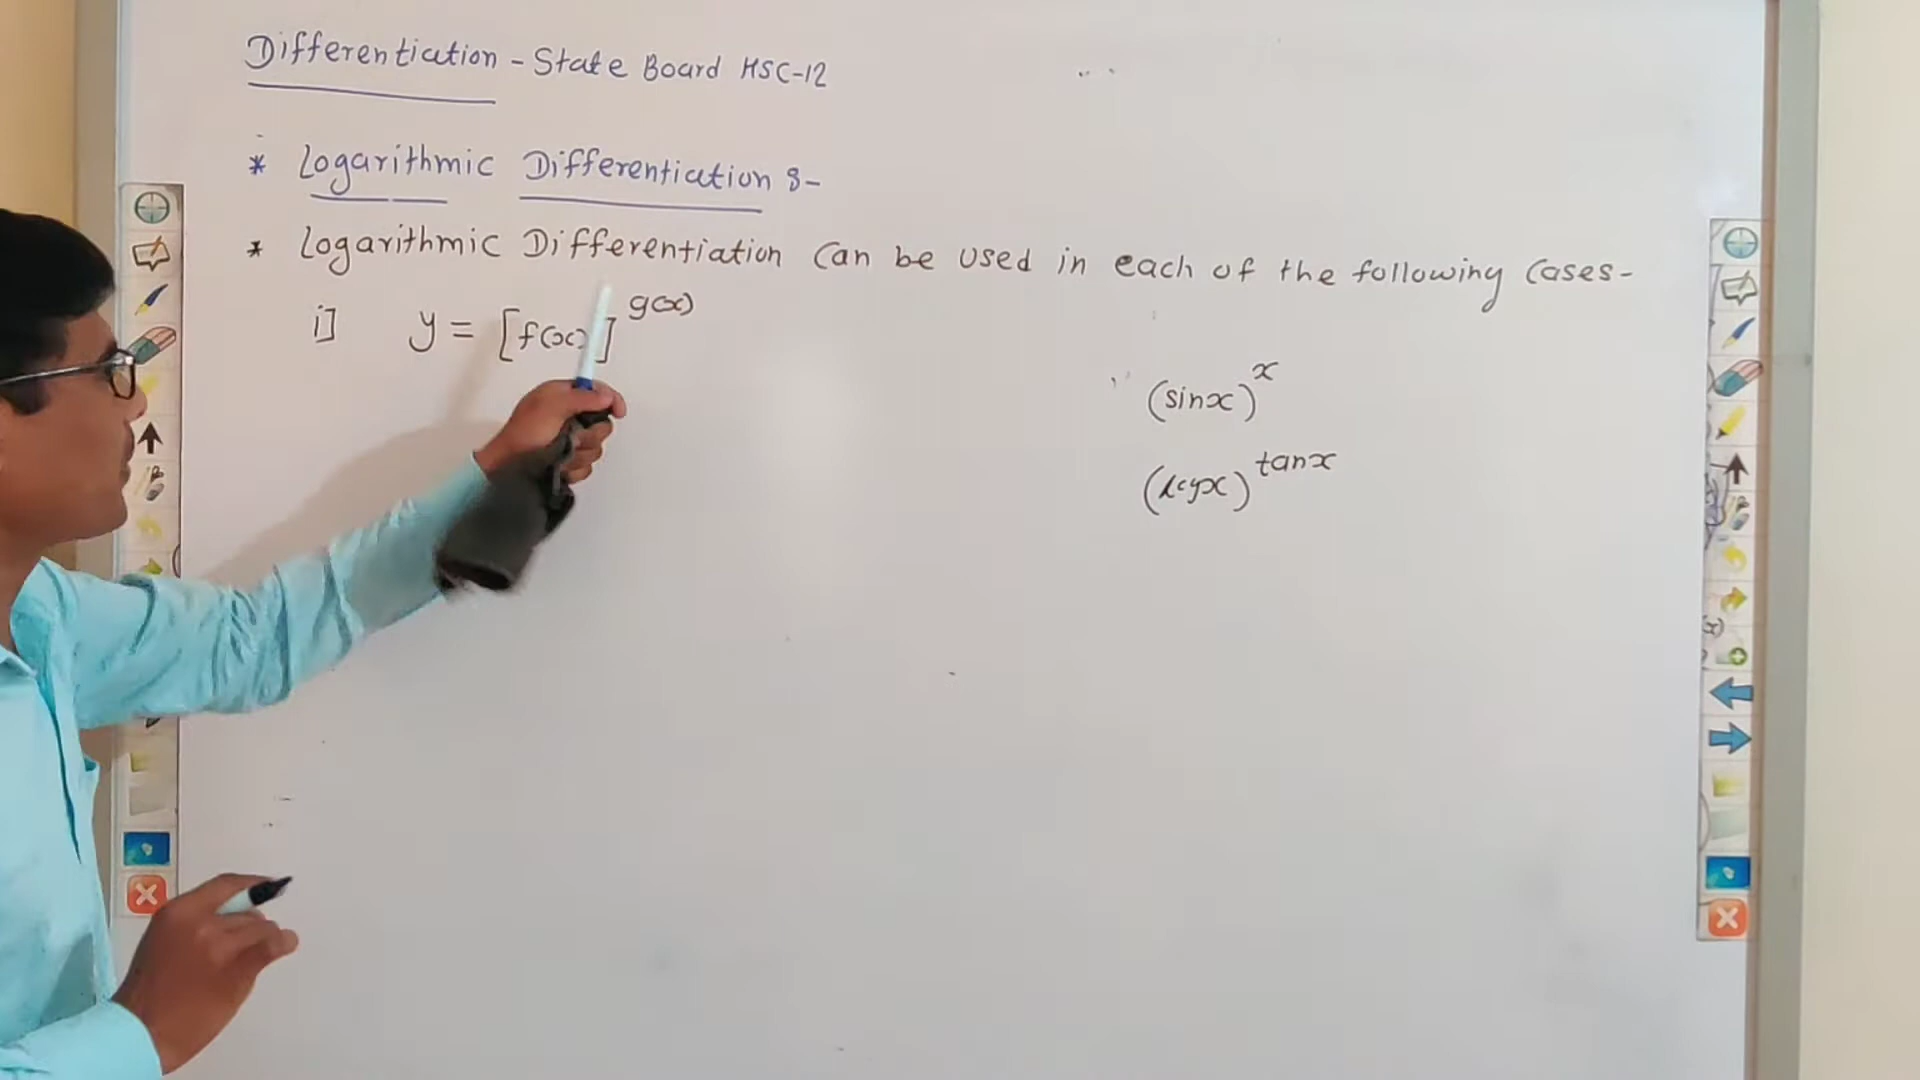 Differentiation - State Board HSC-12
* Logarithmic Differentiation :-
* Logarithmic Differentiation can be used in each of the following cases-
i] y = [f(x)]^g(x)
(sinx)^x
(logx)^tanx